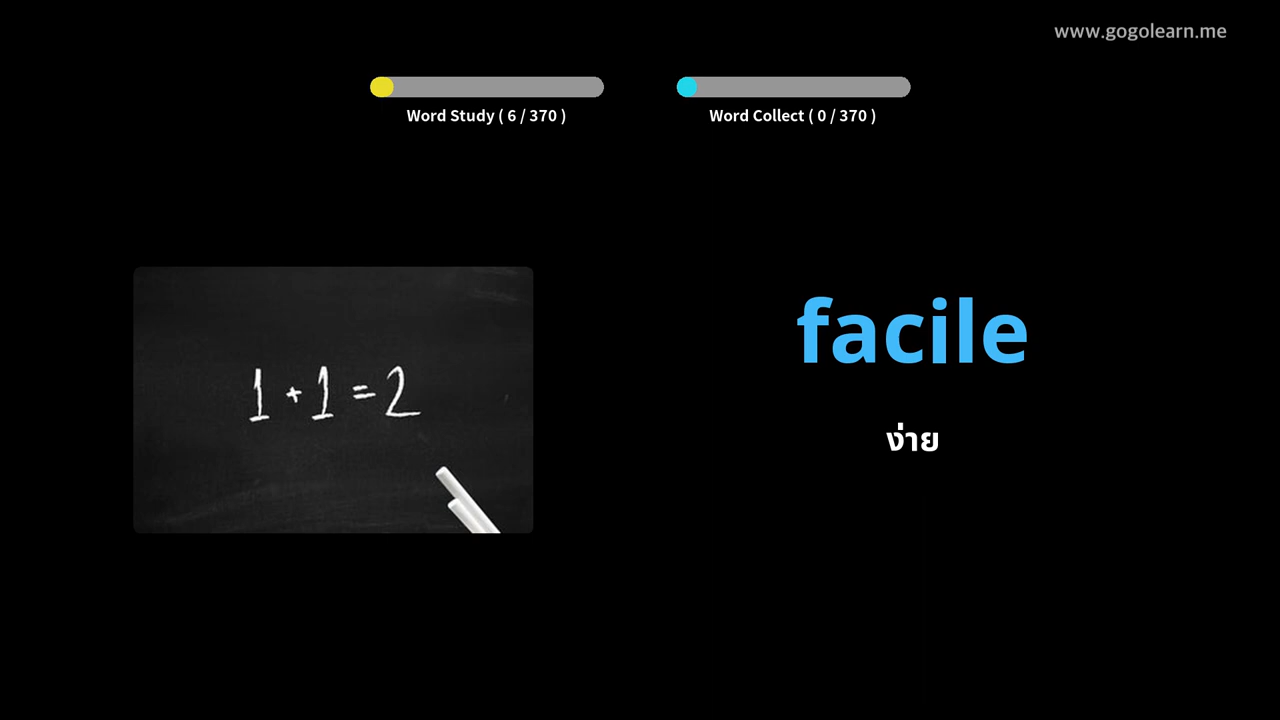 www.gogolearn.me
Word Study ( 6 / 370 )
Word Collect ( 0 / 370 )
1 + 1 = 2
facile
ง่าย